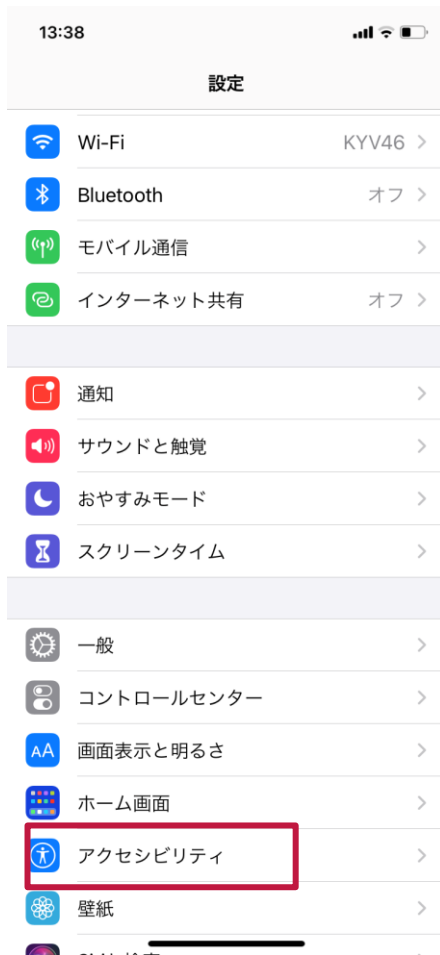 13:38
設定
Wi-Fi KYV46
Bluetooth オフ
モバイル通信
インターネット共有 オフ
通知
サウンドと触覚
おやすみモード
スクリーンタイム
一般
コントロールセンター
AA 画面表示と明るさ
ホーム画面
アクセシビリティ
壁紙